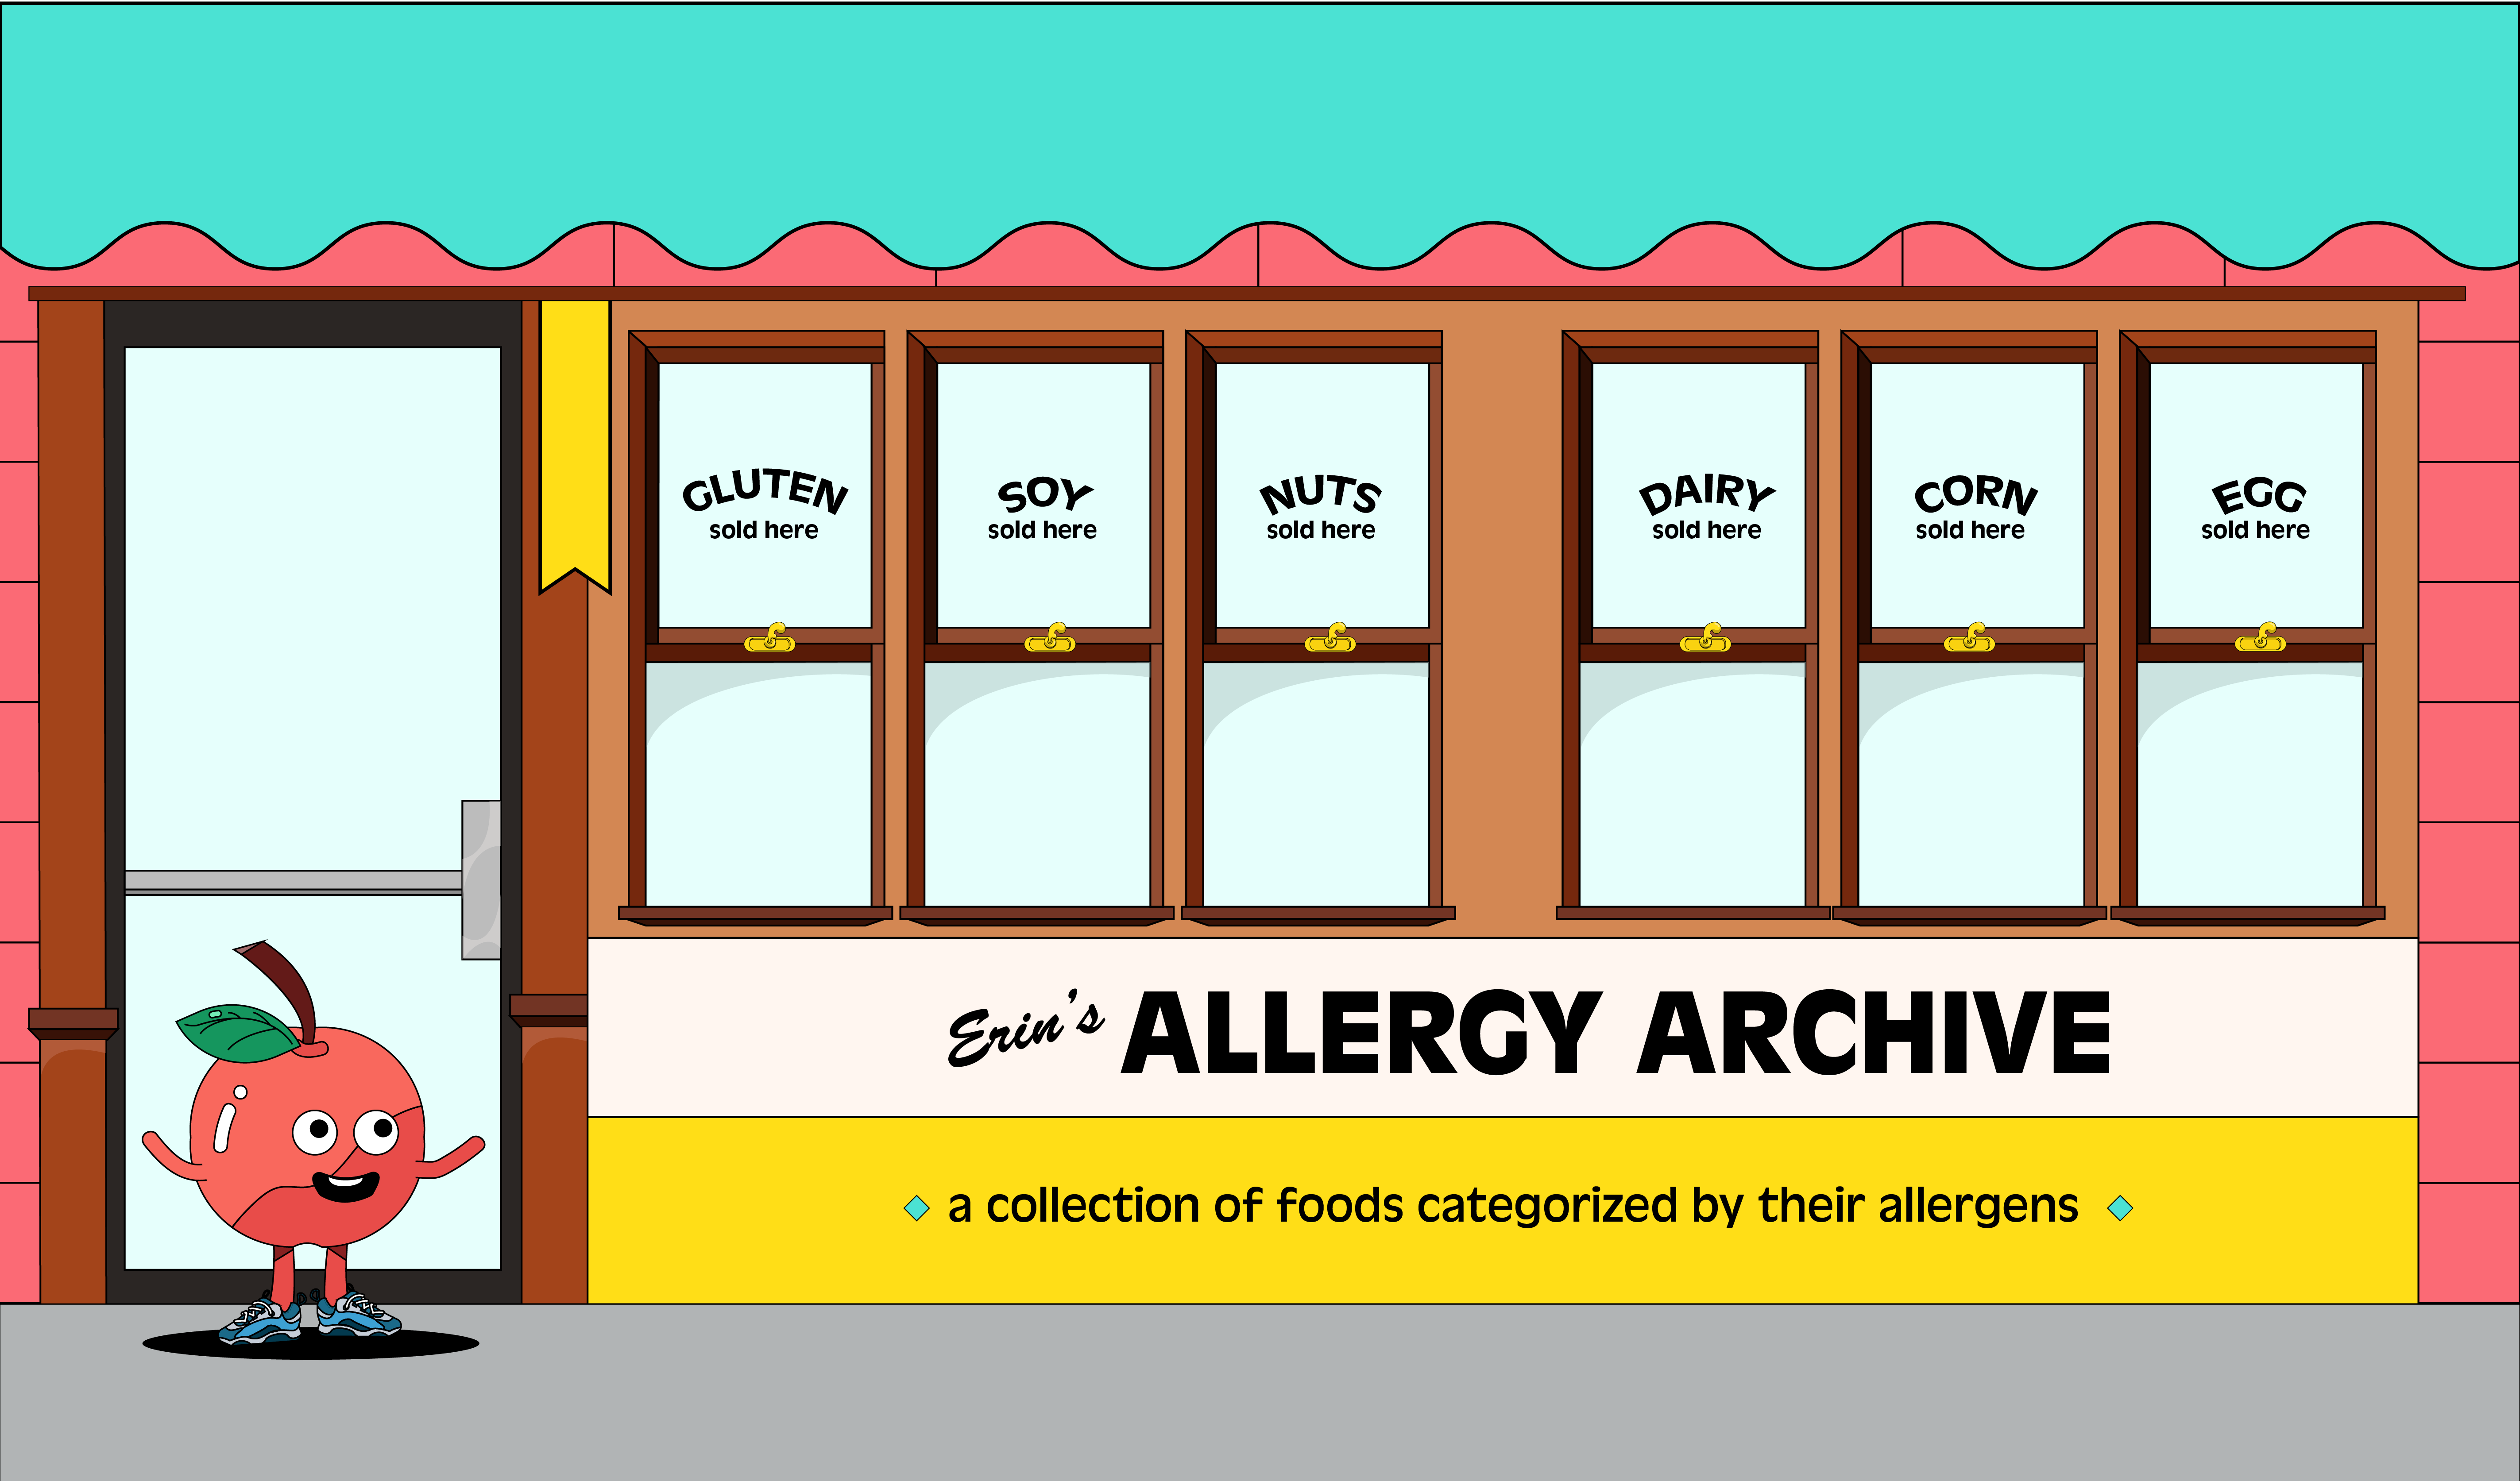 GLUTEN
sold here
SOY
sold here
NUTS
sold here
DAIRY
sold here
CORN
sold here
EGG
sold here
Erin's ALLERGY ARCHIVE
a collection of foods categorized by their allergens